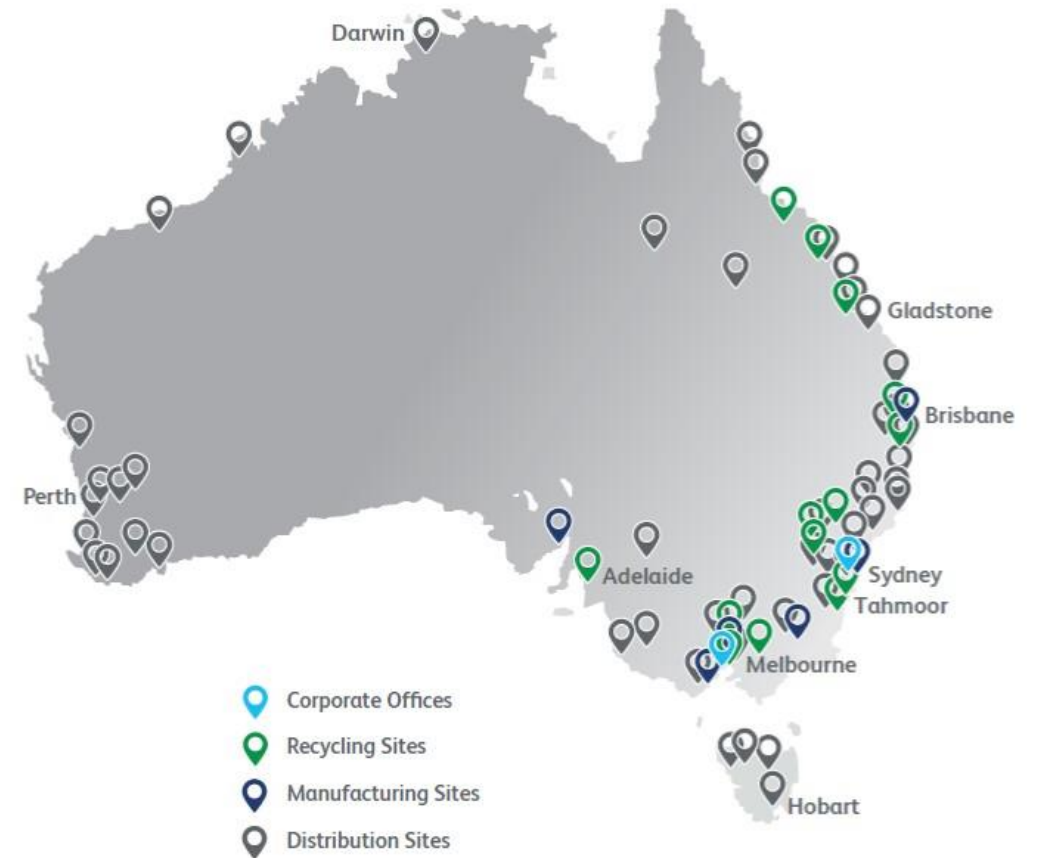 Darwin
Gladstone
Brisbane
Perth
Adelaide
Sydney
Tahmoor
Melbourne
Corporate Offices
Recycling Sites
Manufacturing Sites
Hobart
Distribution Sites